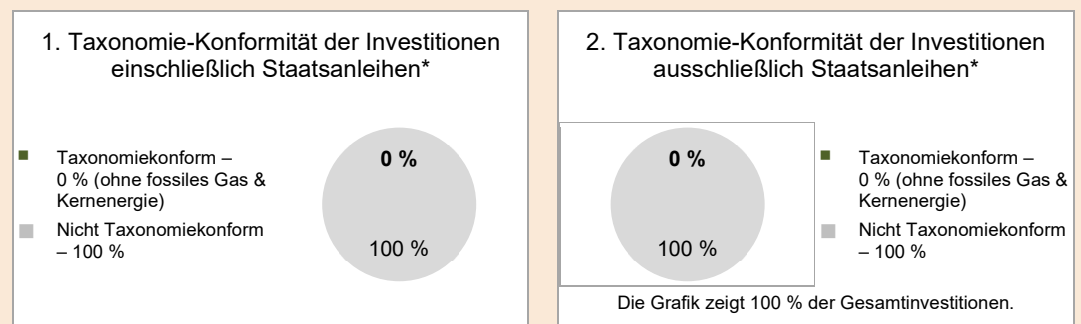 1. Taxonomie-Konformität der Investitionen
einschließlich Staatsanleihen*
Taxonomiekonform –
0 % (ohne fossiles Gas &
Kernenergie)
Nicht Taxonomiekonform
– 100 %
0 %
100 %
2. Taxonomie-Konformität der Investitionen
ausschließlich Staatsanleihen*
0 %
100 %
Taxonomiekonform –
0 % (ohne fossiles Gas &
Kernenergie)
Nicht Taxonomiekonform
– 100 %
Die Grafik zeigt 100 % der Gesamtinvestitionen.